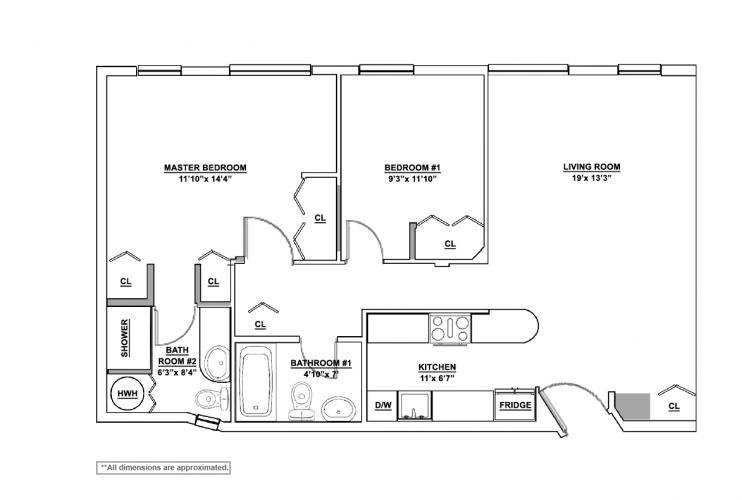 MASTER BEDROOM
11'10"x 14'4"
BEDROOM #1
9'3"x 11'10"
LIVING ROOM
19'x 13'3"
CL
CL
CL
CL
CL
SHOWER
BATH
ROOM #2
6'3"x 8'4"
HWH
BATHROOM #1
4'10"x 7'
KITCHEN
11'x 6'7"
D/W
FRIDGE
CL
**All dimensions are approximated.